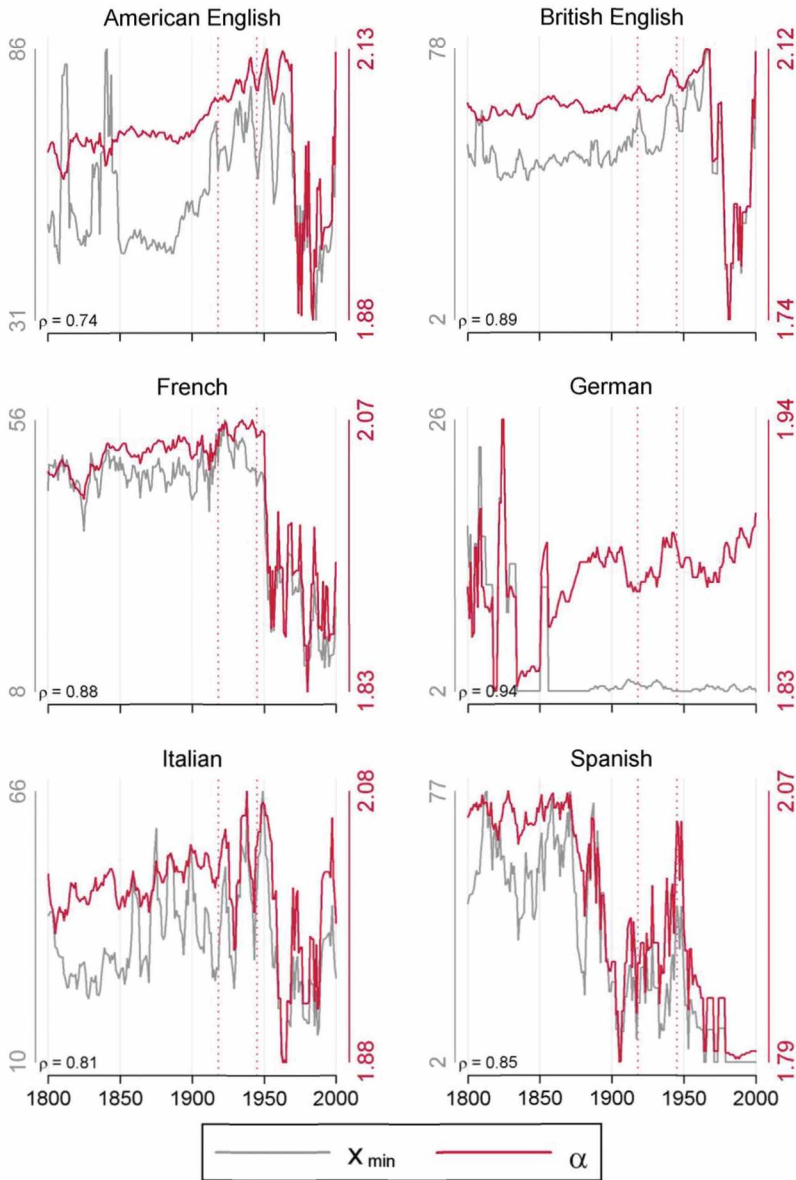 American English
86
31
2.13
1.88
ρ = 0.74
British English
78
2
2.12
1.74
ρ = 0.89
French
56
8
2.07
1.83
ρ = 0.88
German
26
2
1.94
1.83
ρ = 0.94
Italian
66
10
2.08
1.88
ρ = 0.81
1800 1850 1900 1950 2000
Spanish
77
2
2.07
1.79
ρ = 0.85
1800 1850 1900 1950 2000
x min α